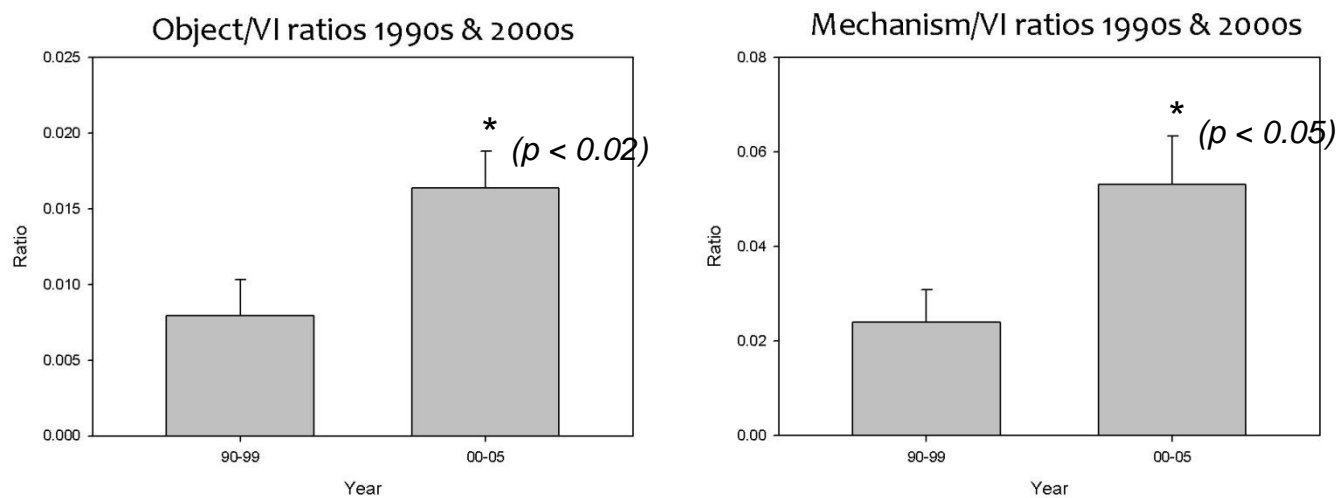 Object/VI ratios 1990s & 2000s
0.025
0.020
0.015
0.010
0.005
0.000
Ratio
*
(p < 0.02)
90-99
00-05
Year
Mechanism/VI ratios 1990s & 2000s
0.08
0.06
0.04
0.02
0.00
Ratio
*
(p < 0.05)
90-99
00-05
Year